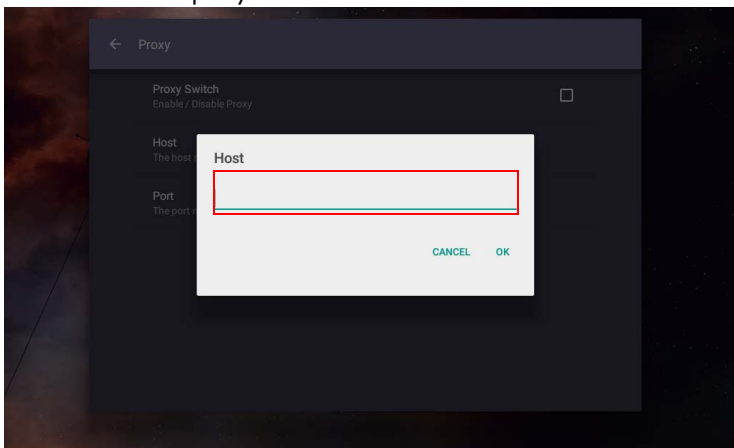 Proxy
Proxy Switch
Enable / Disable Proxy
Host
The host
Host
Port
The port
CANCEL OK